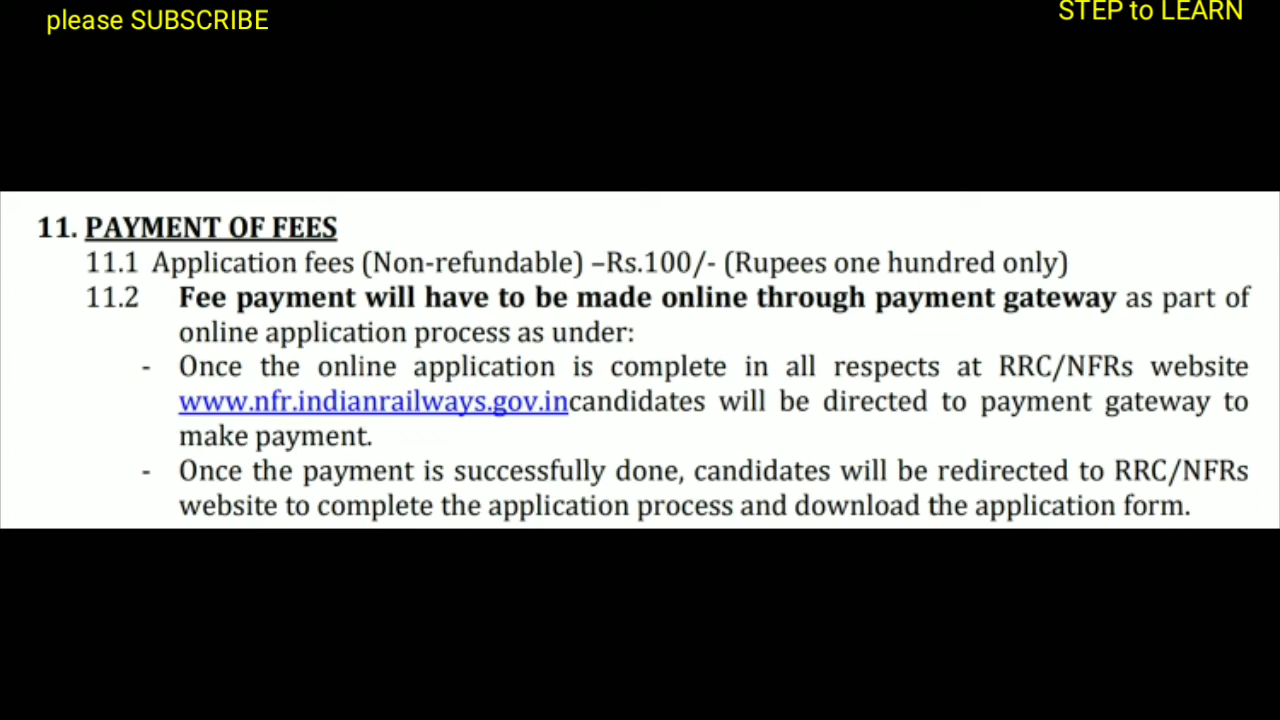 please SUBSCRIBE
STEP to LEARN
11. PAYMENT OF FEES
11.1 Application fees (Non-refundable) –Rs.100/- (Rupees one hundred only)
11.2 Fee payment will have to be made online through payment gateway as part of
online application process as under:
- Once the online application is complete in all respects at RRC/NFRs website
www.nfr.indianrailways.gov.incandidates will be directed to payment gateway to
make payment.
- Once the payment is successfully done, candidates will be redirected to RRC/NFRs
website to complete the application process and download the application form.